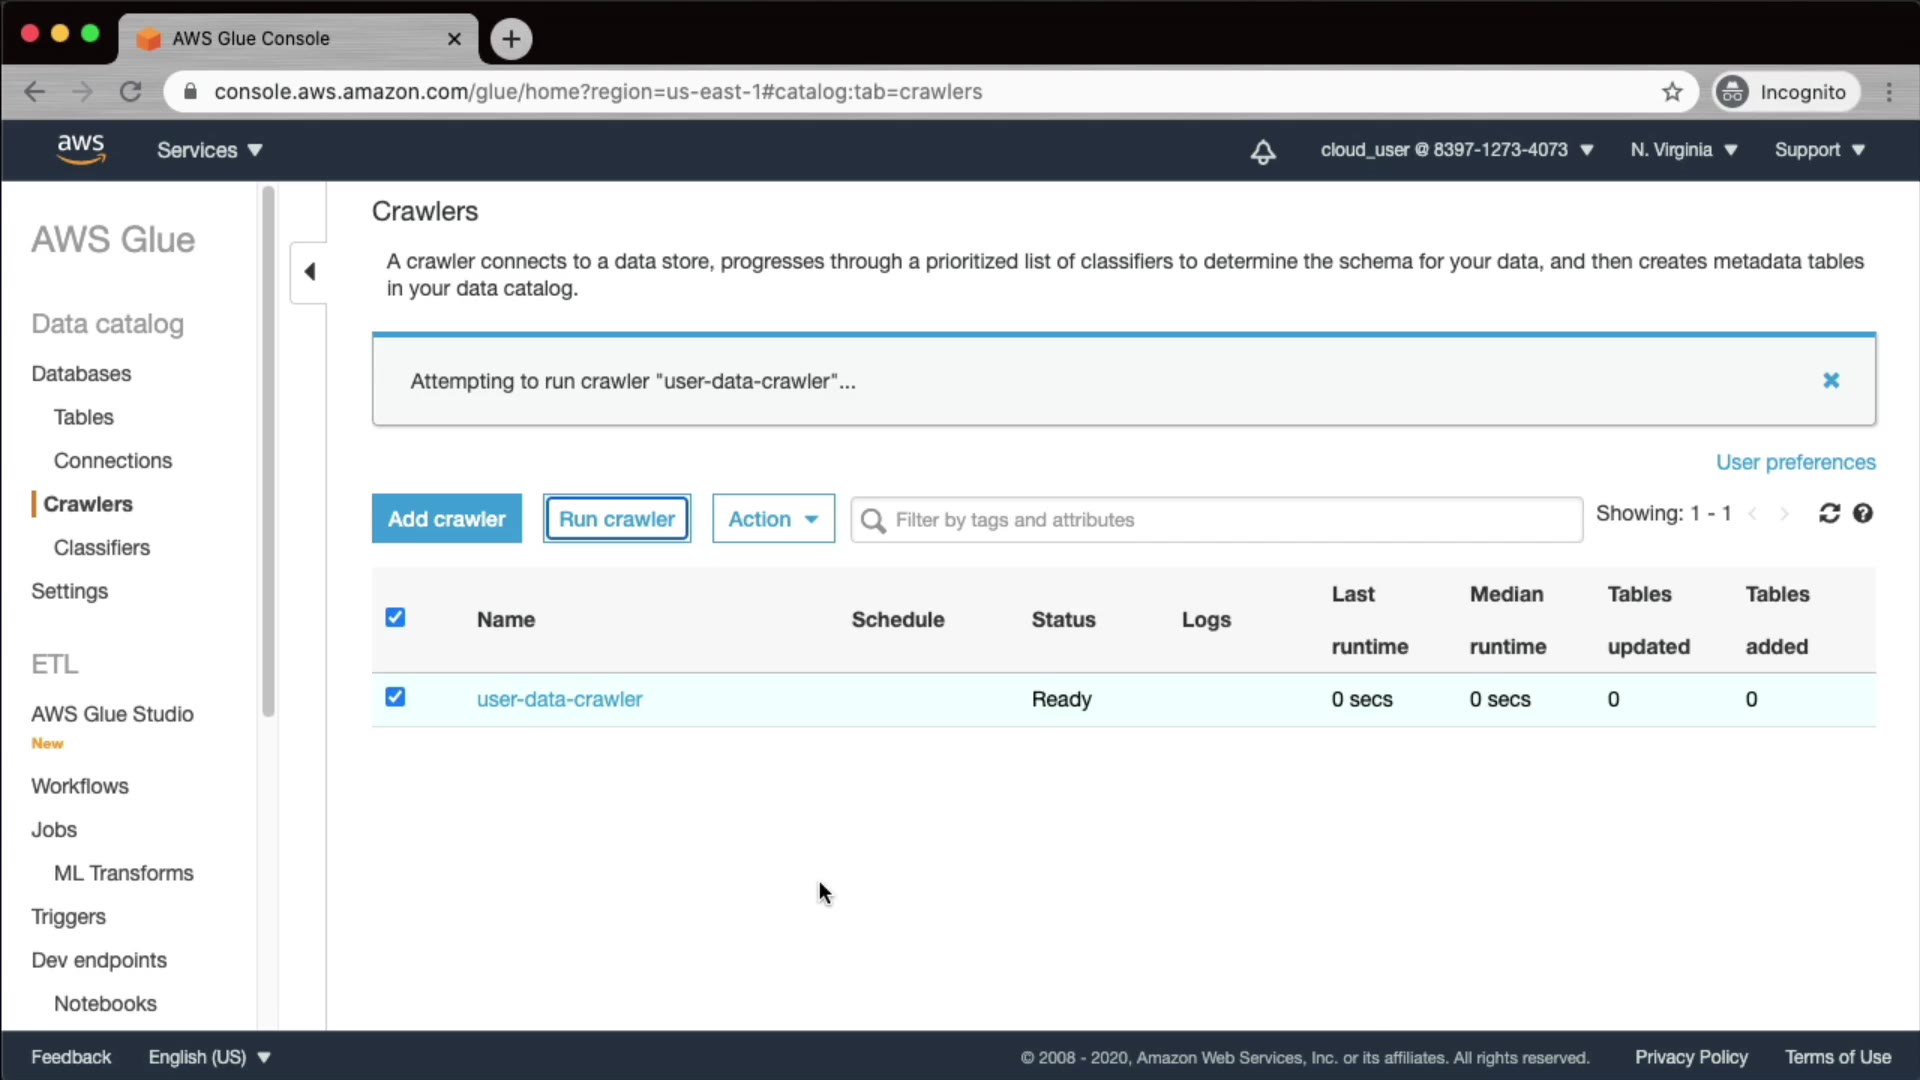 AWS Glue Console
console.aws.amazon.com/glue/home?region=us-east-1#catalog:tab=crawlers
Incognito
aws
Services
cloud_user @ 8397-1273-4073
N. Virginia
Support
AWS Glue
Data catalog
Databases
Tables
Connections
Crawlers
Classifiers
Settings
ETL
AWS Glue Studio
New
Workflows
Jobs
ML Transforms
Triggers
Dev endpoints
Notebooks
Crawlers
A crawler connects to a data store, progresses through a prioritized list of classifiers to determine the schema for your data, and then creates metadata tables
in your data catalog.
Attempting to run crawler "user-data-crawler"...
User preferences
Add crawler
Run crawler
Action
Filter by tags and attributes
Showing: 1 - 1
Name
Schedule
Status
Logs
Last
runtime
Median
runtime
Tables
updated
Tables
added
user-data-crawler
Ready
0 secs
0 secs
0
0
Feedback
English (US)
© 2008 - 2020, Amazon Web Services, Inc. or its affiliates. All rights reserved.
Privacy Policy
Terms of Use